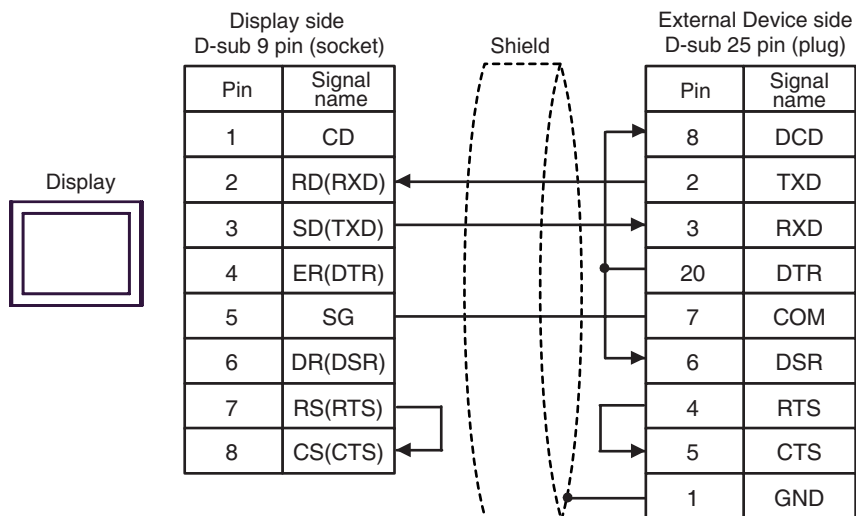 Display side
D-sub 9 pin (socket)
Shield
External Device side
D-sub 25 pin (plug)
Display
Pin Signal name
1 CD
2 RD(RXD)
3 SD(TXD)
4 ER(DTR)
5 SG
6 DR(DSR)
7 RS(RTS)
8 CS(CTS)
Pin Signal name
8 DCD
2 TXD
3 RXD
20 DTR
7 COM
6 DSR
4 RTS
5 CTS
1 GND